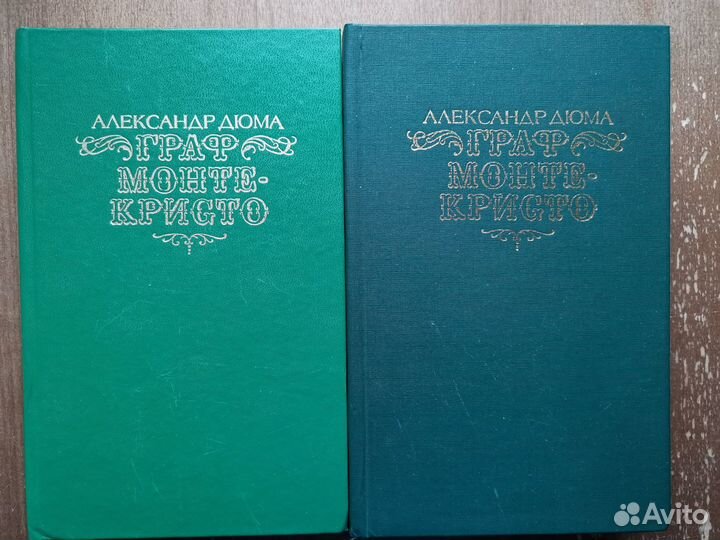 АЛЕКСАНДР ДЮМА
ГРАФ
МОНТЕ-
КРИСТО
АЛЕКСАНДР ДЮМА
ГРАФ
МОНТЕ-
КРИСТО
Avito